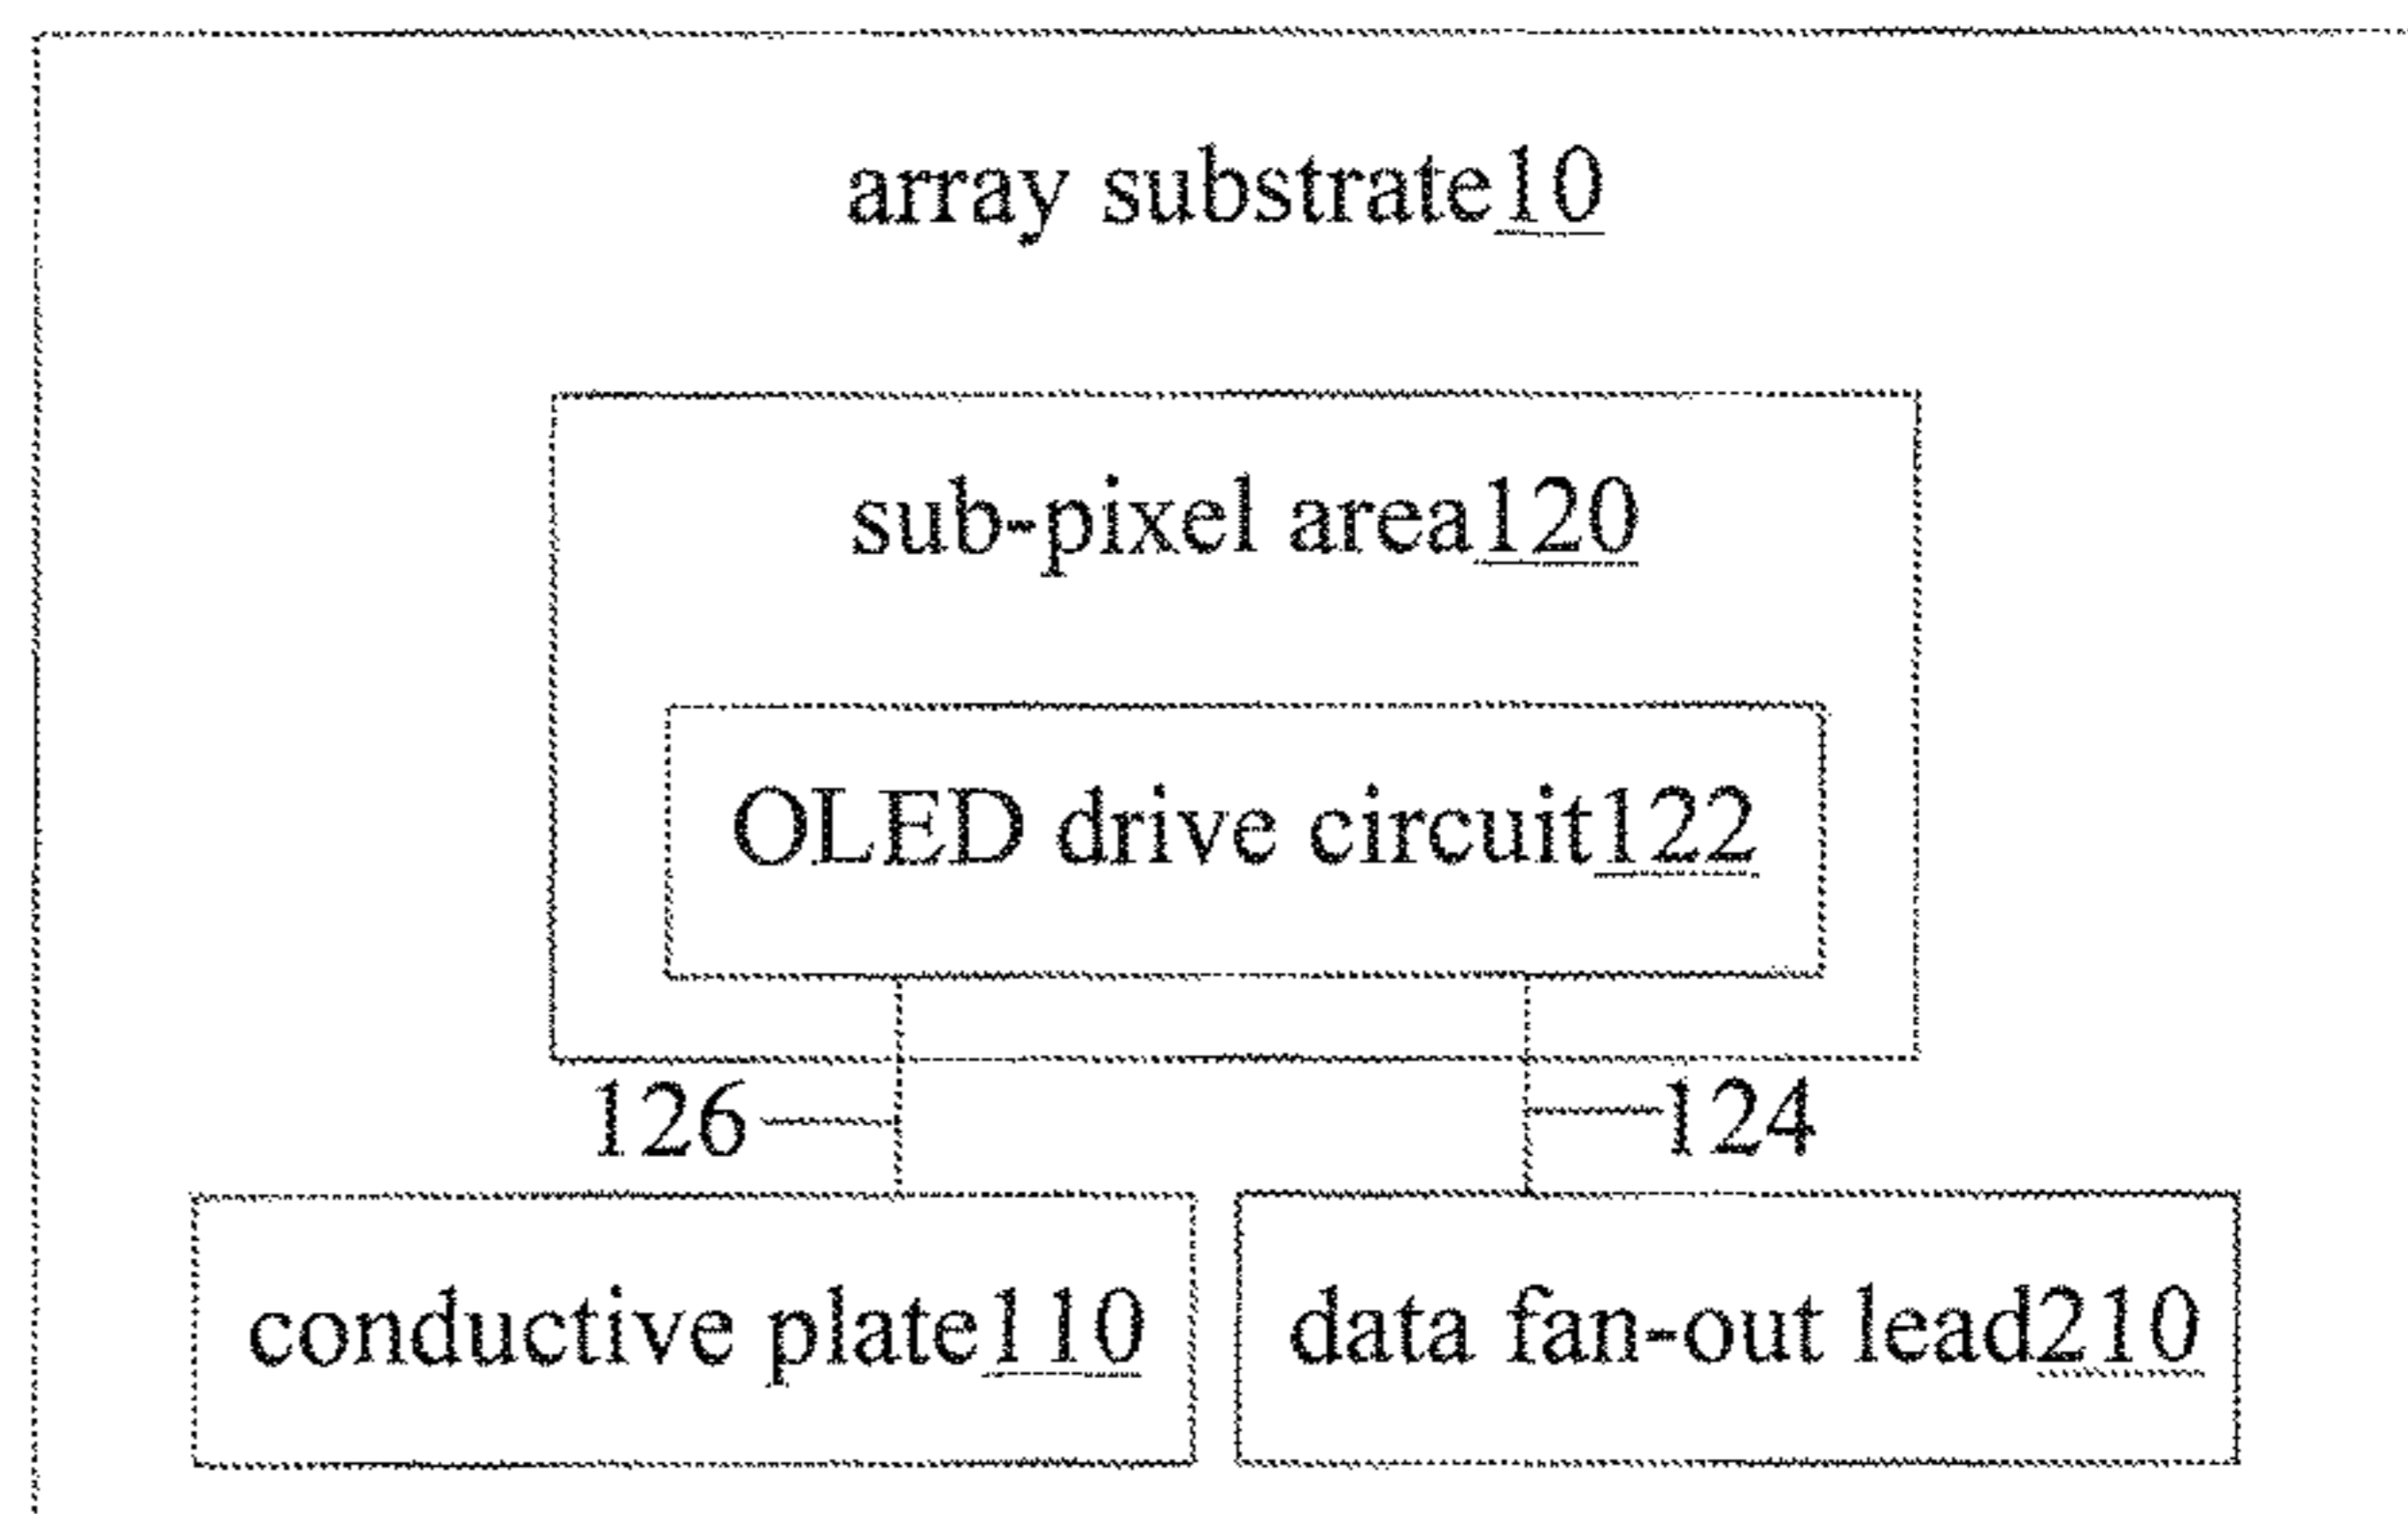 array substrate10
sub-pixel area120
OLED drive circuit122
126 124
conductive plate110 data fan-out lead210